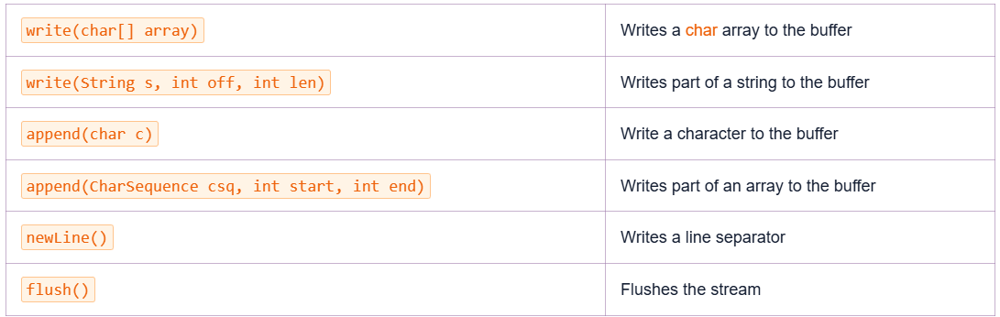 write(char[] array) Writes a char array to the buffer
write(String s, int off, int len) Writes part of a string to the buffer
append(char c) Write a character to the buffer
append(CharSequence csq, int start, int end) Writes part of an array to the buffer
newLine() Writes a line separator
flush() Flushes the stream